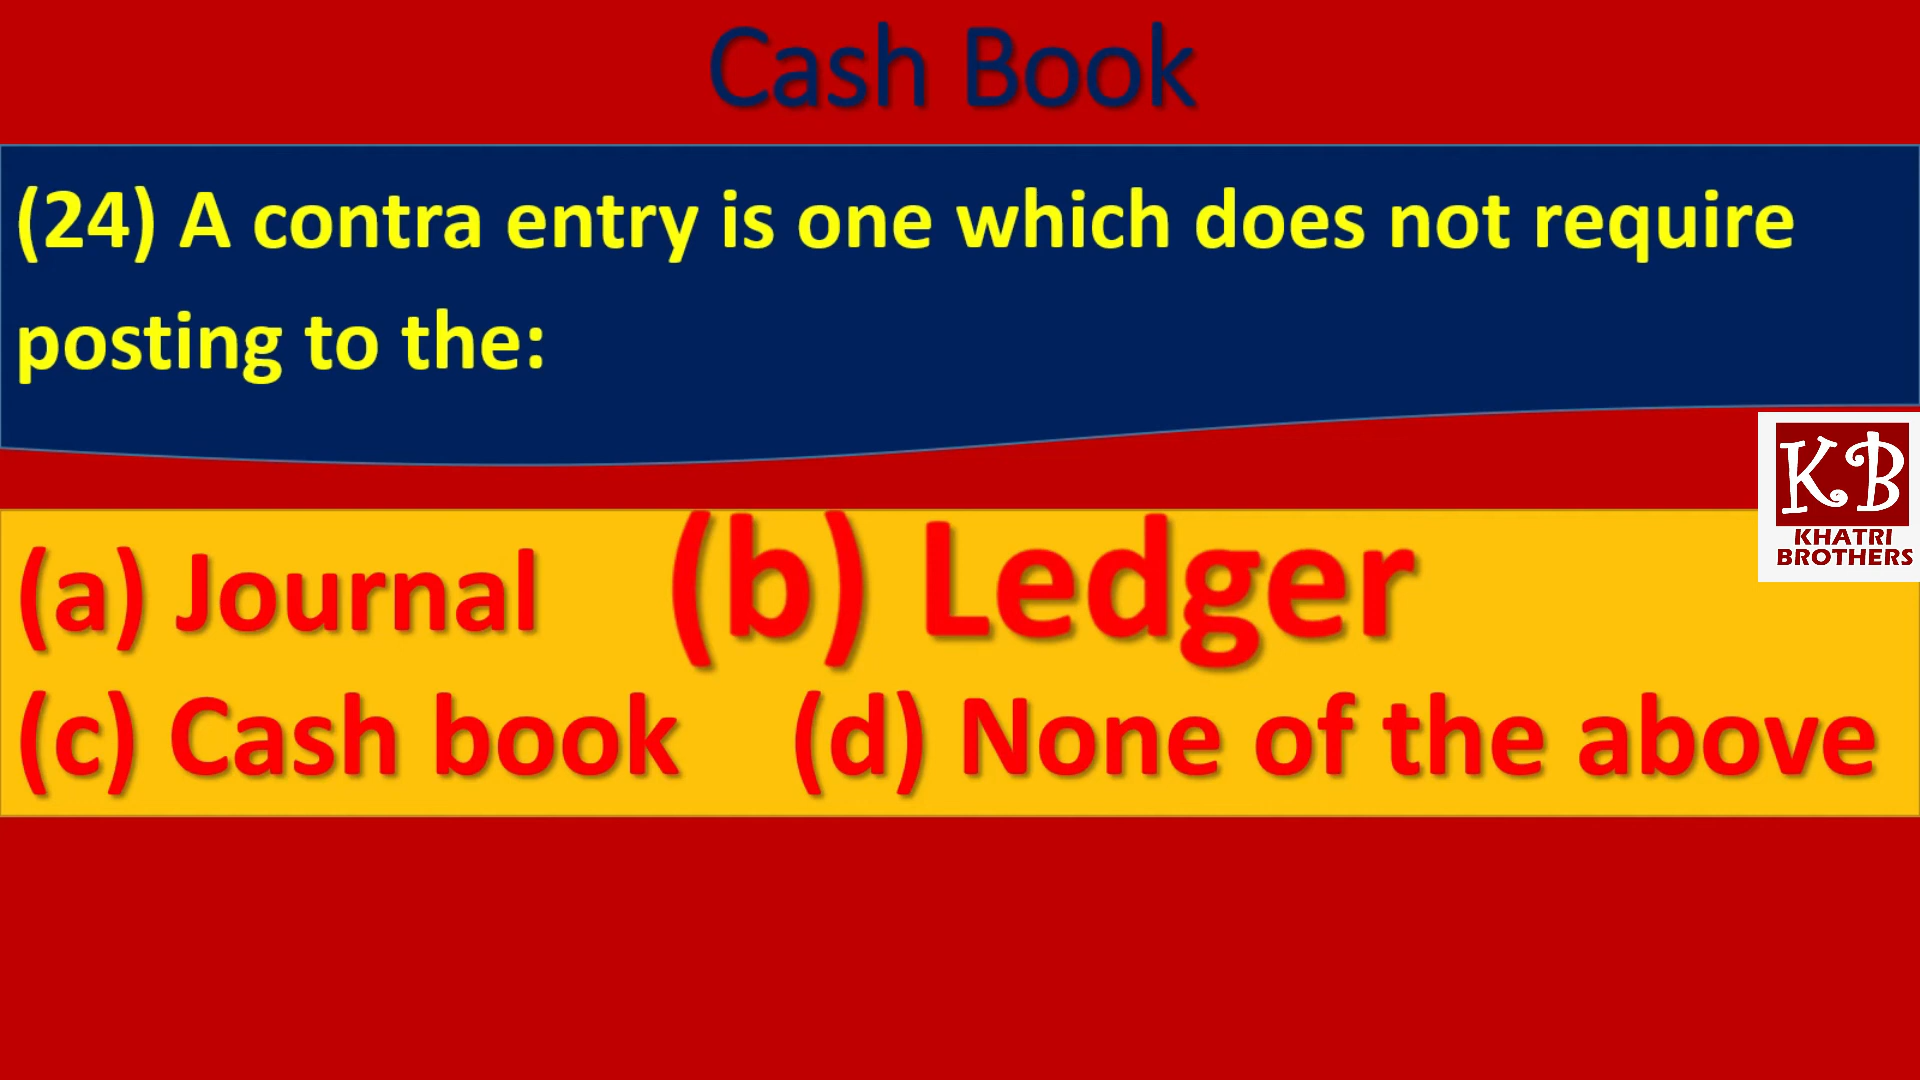 Cash Book
(24) A contra entry is one which does not require
posting to the:
KB
KHATRI
BROTHERS
(a) Journal (b) Ledger
(c) Cash book (d) None of the above